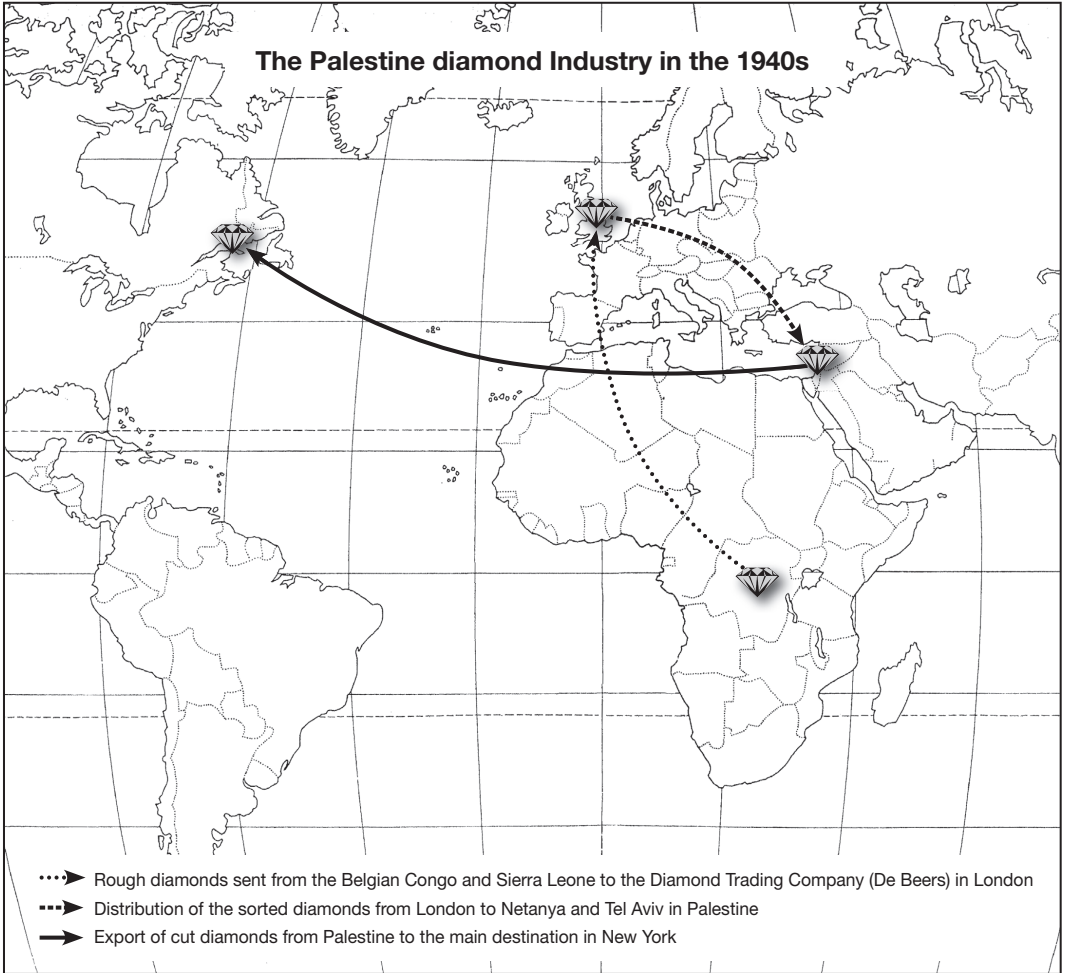 The Palestine diamond Industry in the 1940s
Rough diamonds sent from the Belgian Congo and Sierra Leone to the Diamond Trading Company (De Beers) in London
Distribution of the sorted diamonds from London to Netanya and Tel Aviv in Palestine
Export of cut diamonds from Palestine to the main destination in New York